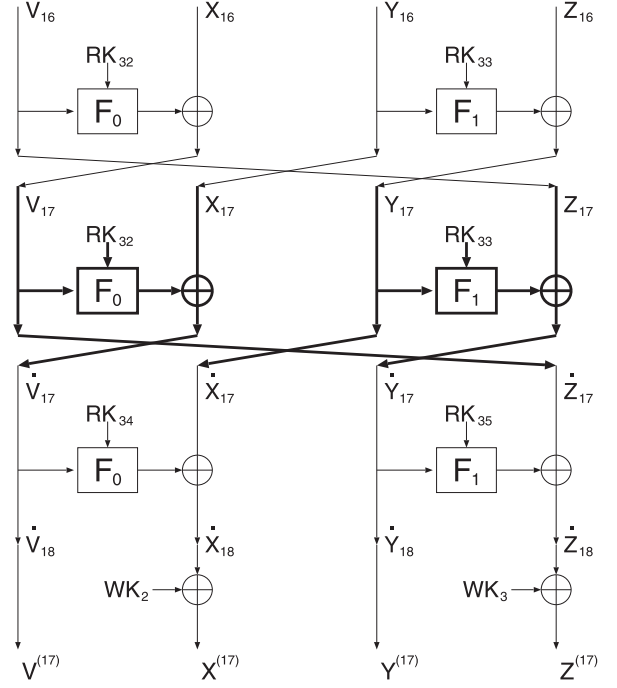 V16 X16 Y16 Z16
RK32 RK33
F0 F1
V17 X17 Y17 Z17
RK32 RK33
F0 F1
V̇17 Ẋ17 Ẏ17 Ż17
RK34 RK35
F0 F1
V̇18 Ẋ18 Ẏ18 Ż18
WK2 WK3
V(17) X(17) Y(17) Z(17)